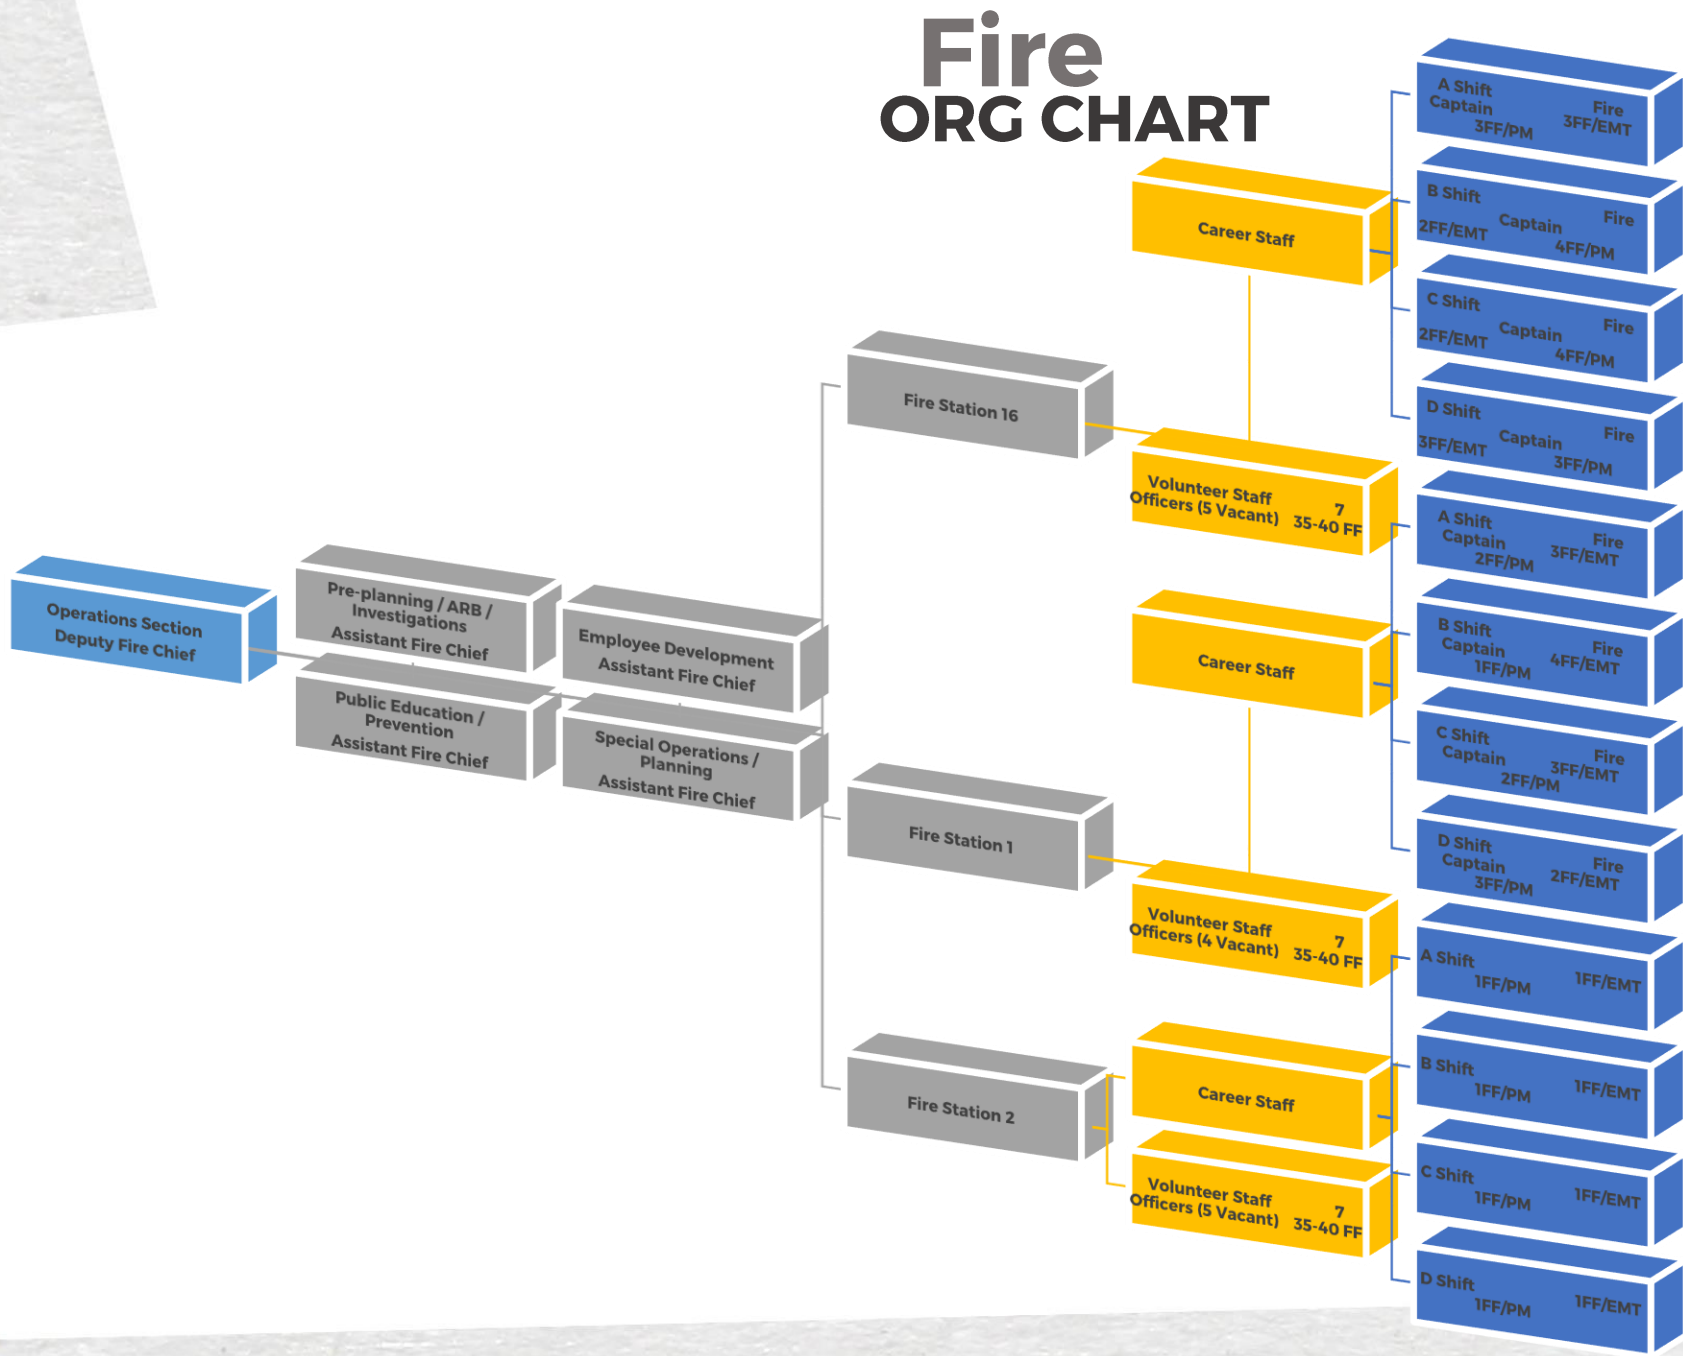 Fire
ORG CHART
Operations Section
Deputy Fire Chief
Pre-planning / ARB /
Investigations
Assistant Fire Chief
Public Education /
Prevention
Assistant Fire Chief
Employee Development
Assistant Fire Chief
Special Operations /
Planning
Assistant Fire Chief
Fire Station 16
Career Staff
A Shift Fire
Captain 3FF/EMT
3FF/PM
B Shift Fire
Captain
2FF/EMT 4FF/PM
C Shift Fire
Captain
2FF/EMT 4FF/PM
D Shift Fire
Captain
3FF/EMT 3FF/PM
Volunteer Staff 7
Officers (5 Vacant) 35-40 FF
Fire Station 1
Career Staff
A Shift Fire
Captain 3FF/EMT
2FF/PM
B Shift Fire
Captain 4FF/EMT
1FF/PM
C Shift Fire
Captain 3FF/EMT
2FF/PM
D Shift Fire
Captain 2FF/EMT
3FF/PM
Volunteer Staff 7
Officers (4 Vacant) 35-40 FF
Fire Station 2
Career Staff
A Shift 1FF/EMT
1FF/PM
B Shift 1FF/EMT
1FF/PM
C Shift 1FF/EMT
1FF/PM
D Shift 1FF/EMT
1FF/PM
Volunteer Staff 7
Officers (5 Vacant) 35-40 FF